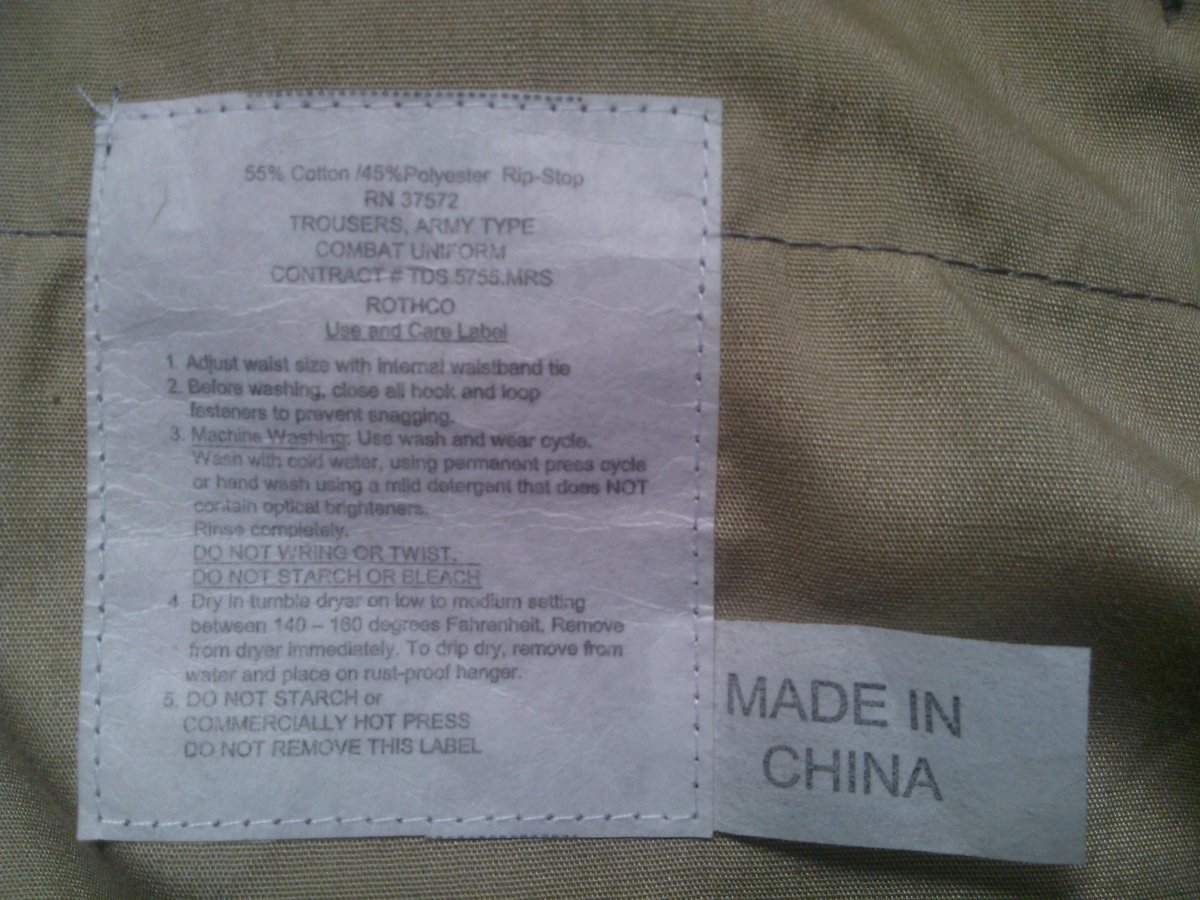 55% Cotton /45%Polyester Rip-Stop
RN 37572
TROUSERS, ARMY TYPE
COMBAT UNIFORM
CONTRACT # TDS.5755.MRS
ROTHCO
Use and Care Label
1. Adjust waist size with internal waistband tie
2. Before washing, close all hook and loop
fasteners to prevent snagging.
3. Machine Washing: Use wash and wear cycle.
Wash with cold water, using permanent press cycle
or hand wash using a mild detergent that does NOT
contain optical brighteners.
Rinse completely.
DO NOT WRING OR TWIST.
DO NOT STARCH OR BLEACH
4. Dry in tumble dryer on low to medium setting
between 140 – 160 degrees Fahrenheit. Remove
from dryer immediately. To drip dry, remove from
water and place on rust-proof hanger.
5. DO NOT STARCH or
COMMERCIALLY HOT PRESS
DO NOT REMOVE THIS LABEL
MADE IN
CHINA